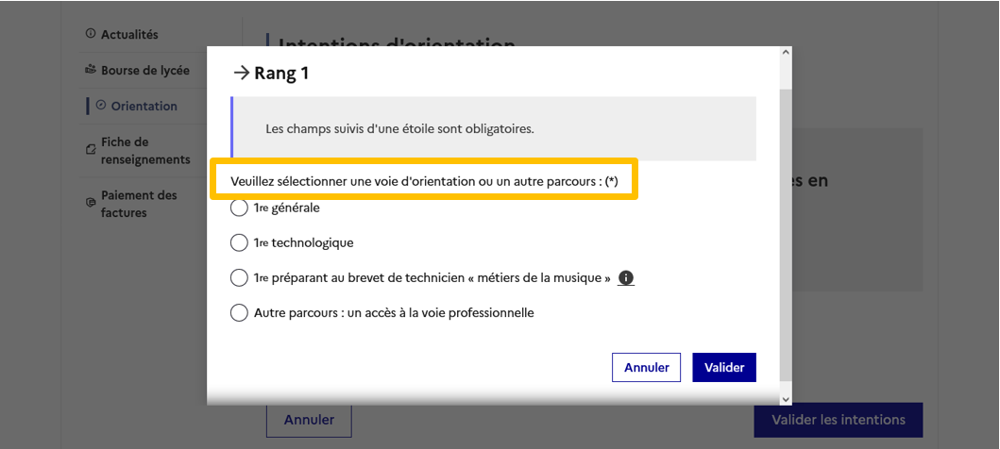 Actualités
Bourse de lycée
Orientation
Fiche de
renseignements
Paiement des
factures
Intentions d'orientation
Rang 1
Les champs suivis d'une étoile sont obligatoires.
Veuillez sélectionner une voie d'orientation ou un autre parcours : (*)
1re générale
1re technologique
1re préparant au brevet de technicien « métiers de la musique »
Autre parcours : un accès à la voie professionnelle
Annuler
Valider
en
Annuler
Valider les intentions